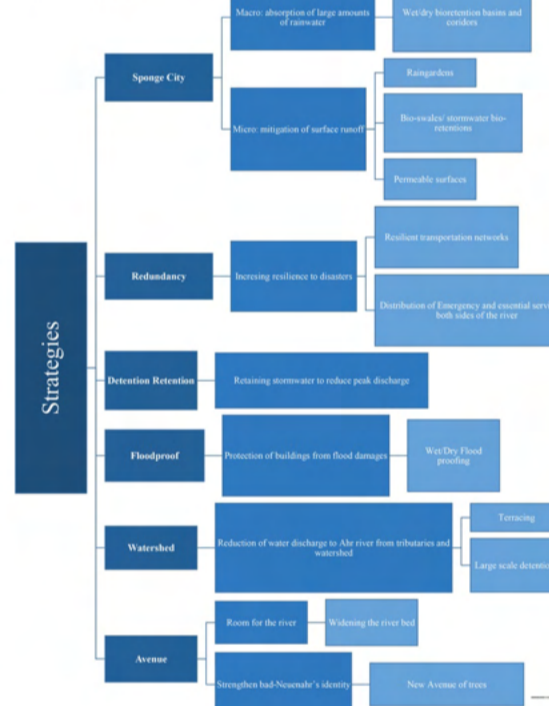 Strategies
Sponge City
Macro: absorption of large amounts
of rainwater
Wet/dry bioretention basins and
coridors
Micro: mitigation of surface runoff
Raingardens
Bio-swales/ stormwater bio-
retentions
Permeable surfaces
Redundancy
Incresing resilience to disasters
Resilient transportation networks
Distribution of Emergency and essential
both sides of the river
Detention Retention
Retaining stormwater to reduce peak discharge
Floodproof
Protection of buildings from flood damages
Wet/Dry Flood
proofing
Watershed
Reduction of water discharge to Ahr river from tributaries and
watershed
Terracing
Large scale
Avenue
Room for the river
Widening the river bed
Strengthen bad-Neuenahr's identity
New Avenue of trees